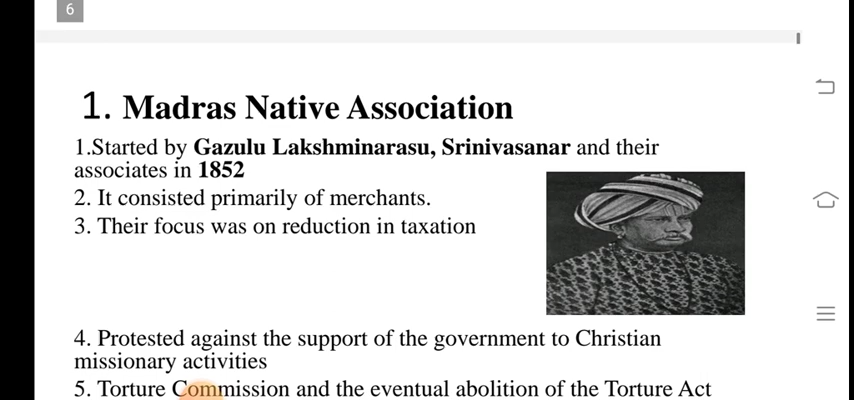 6
1. Madras Native Association
1.Started by Gazulu Lakshminarasu, Srinivasanar and their
associates in 1852
2. It consisted primarily of merchants.
3. Their focus was on reduction in taxation
4. Protested against the support of the government to Christian
missionary activities
5. Torture Commission and the eventual abolition of the Torture Act